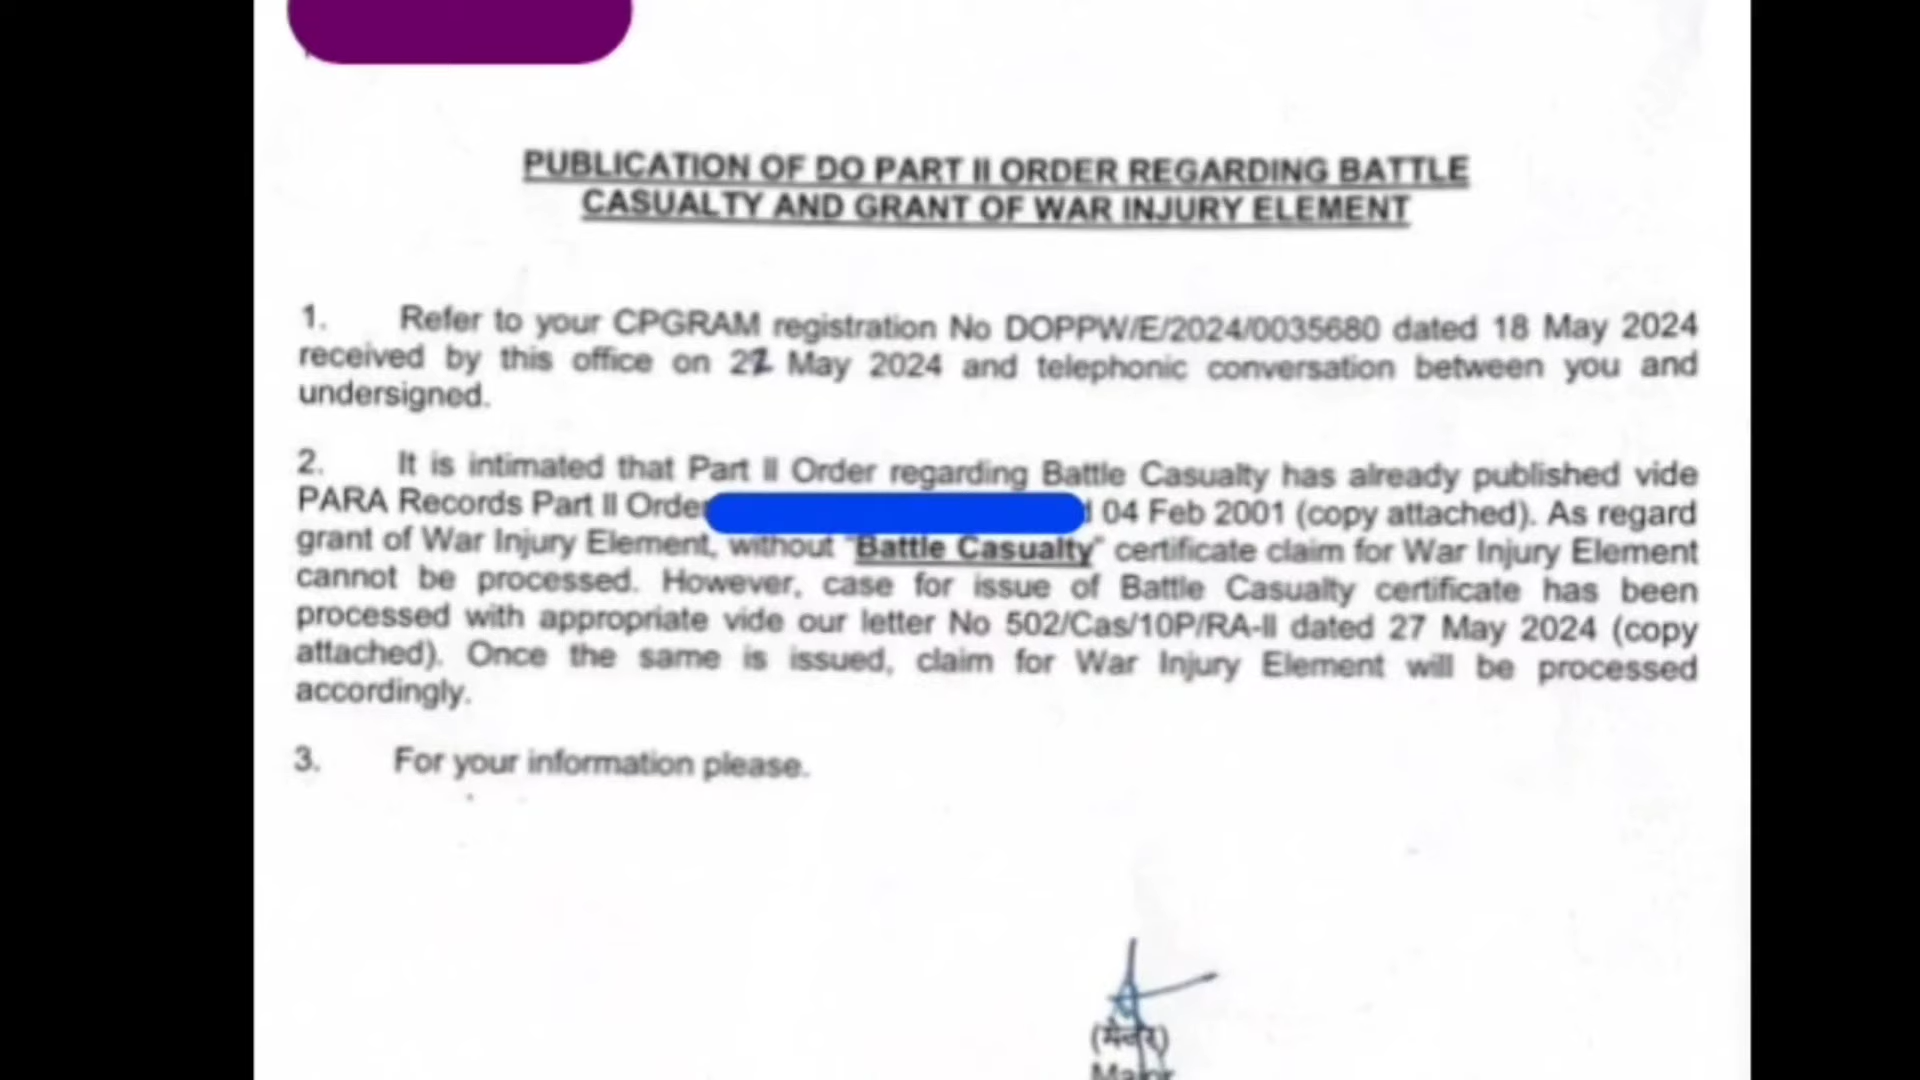 PUBLICATION OF DO PART II ORDER REGARDING BATTLE
CASUALTY AND GRANT OF WAR INJURY ELEMENT
1. Refer to your CPGRAM registration No DOPPW/E/2024/0035680 dated 18 May 2024
received by this office on 22 May 2024 and telephonic conversation between you and
undersigned.
2. It is intimated that Part II Order regarding Battle Casualty has already published vide
PARA Records Part II Order 04 Feb 2001 (copy attached). As regard
grant of War Injury Element, without "Battle Casualty" certificate claim for War Injury Element
cannot be processed. However, case for issue of Battle Casualty certificate has been
processed with appropriate vide our letter No 502/Cas/10P/RA-II dated 27 May 2024 (copy
attached). Once the same is issued, claim for War Injury Element will be processed
accordingly.
3. For your information please.
Major